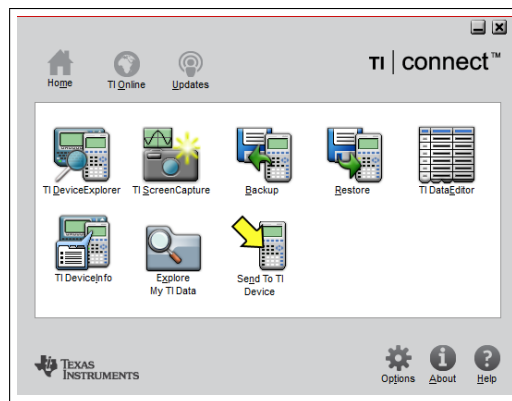 TI connect™
Home TI Online Updates
TI DeviceExplorer TI ScreenCapture Backup Restore TI DataEditor
TI DeviceInfo Explore My TI Data Send To TI Device
TEXAS INSTRUMENTS
Options About Help